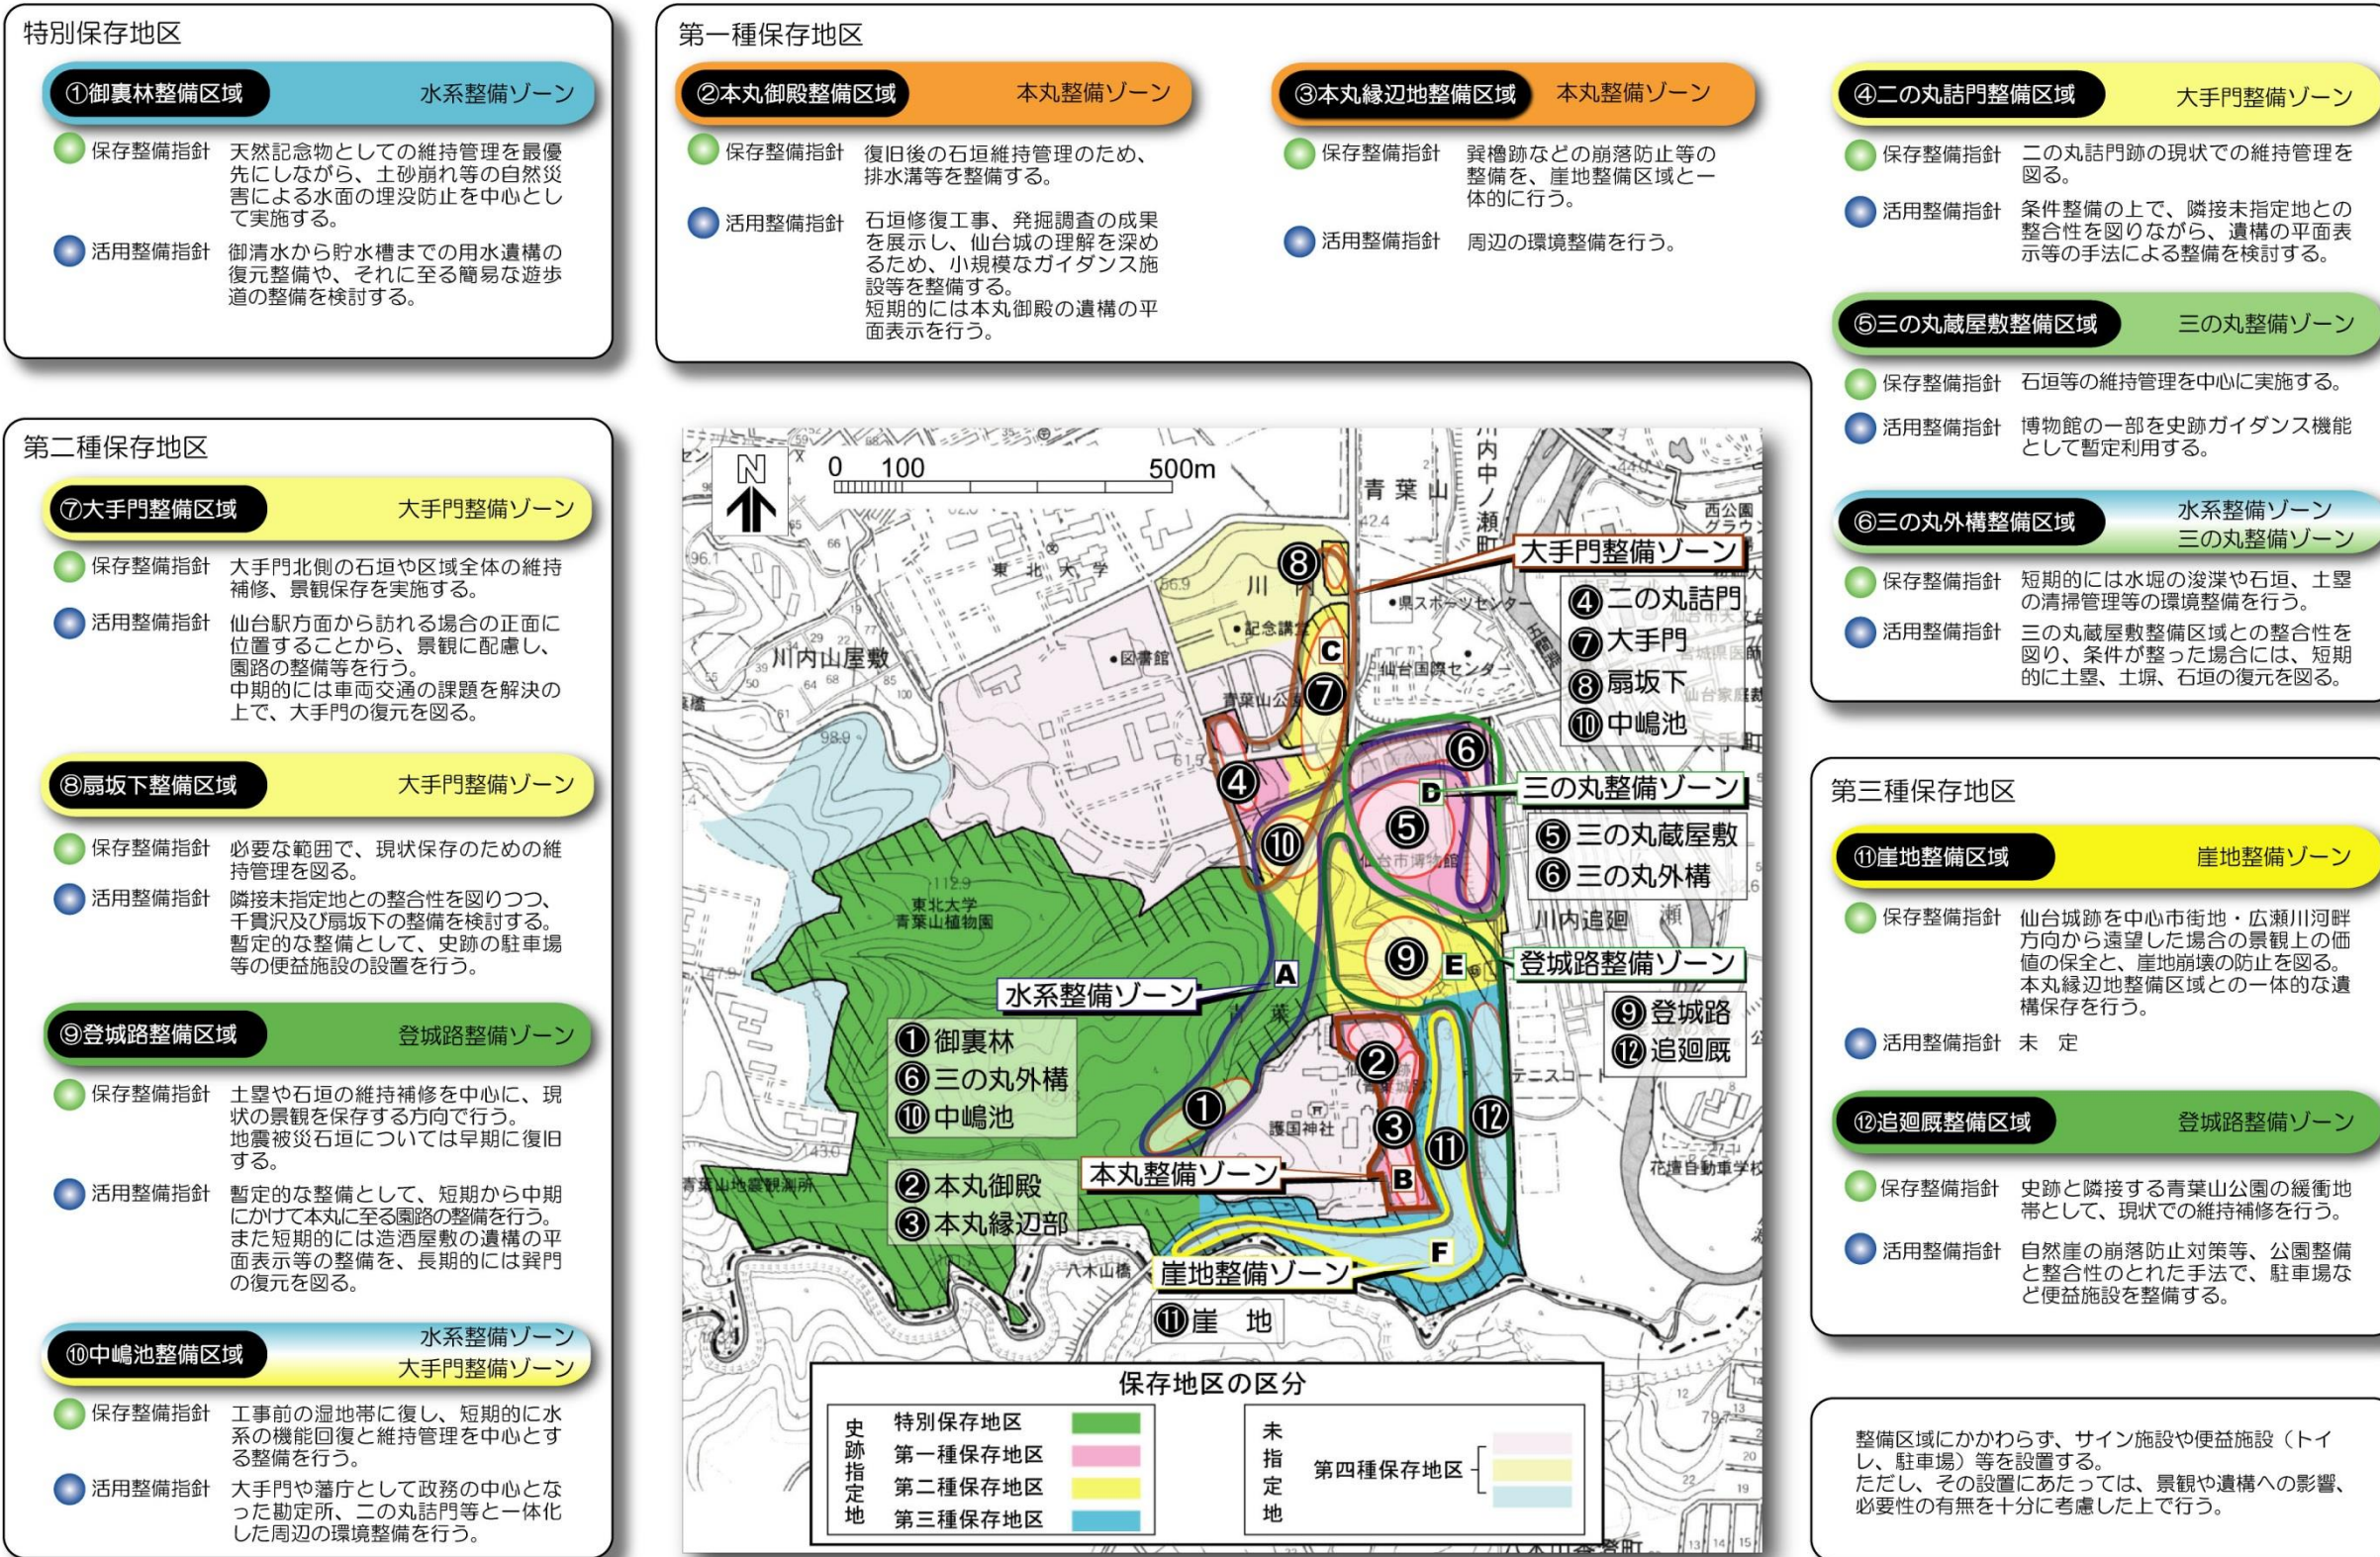 特別保存地区
①御裏林整備区域 水系整備ゾーン
保存整備指針 天然記念物としての維持管理を最優
先にしながら、土砂崩れ等の自然災
害による水面の埋没防止を中心とし
て実施する。
活用整備指針 御清水から貯水槽までの用水遺構の
復元整備や、それに至る簡易な遊歩
道の整備を検討する。
第一種保存地区
②本丸御殿整備区域 本丸整備ゾーン
保存整備指針 復旧後の石垣維持管理のため、
排水溝等を整備する。
活用整備指針 石垣修復工事、発掘調査の成果
を展示し、仙台城の理解を深め
るため、小規模なガイダンス施
設等を整備する。
短期的には本丸御殿の遺構の平
面表示を行う。
③本丸縁辺地整備区域 本丸整備ゾーン
保存整備指針 巽櫓跡などの崩落防止等の
整備を、崖地整備区域と一
体的に行う。
活用整備指針 周辺の環境整備を行う。
④二の丸詰門整備区域 大手門整備ゾーン
保存整備指針 二の丸詰門跡の現状での維持管理を
図る。
活用整備指針 条件整備の上で、隣接未指定地との
整合性を図りながら、遺構の平面表
示等の手法による整備を検討する。
⑤三の丸蔵屋敷整備区域 三の丸整備ゾーン
保存整備指針 石垣等の維持管理を中心に実施する。
活用整備指針 博物館の一部を史跡ガイダンス機能
として暫定利用する。
⑥三の丸外構整備区域 水系整備ゾーン
三の丸整備ゾーン
保存整備指針 短期的には水堀の浚渫や石垣、土塁
の清掃管理等の環境整備を行う。
活用整備指針 三の丸蔵屋敷整備区域との整合性を
図り、条件が整った場合には、短期
的に土塁、土塀、石垣の復元を図る。
第二種保存地区
⑦大手門整備区域 大手門整備ゾーン
保存整備指針 大手門北側の石垣や区域全体の維持
補修、景観保存を実施する。
活用整備指針 仙台駅方面から訪れる場合の正面に
位置することから、景観に配慮し、
園路の整備等を行う。
中期的には車両交通の課題を解決の
上で、大手門の復元を図る。
⑧扇坂下整備区域 大手門整備ゾーン
保存整備指針 必要な範囲で、現状保存のための維
持管理を図る。
活用整備指針 隣接未指定地との整合性を図りつつ、
千貫沢及び扇坂下の整備を検討する。
暫定的な整備として、史跡の駐車場
等の便益施設の設置を行う。
⑨登城路整備区域 登城路整備ゾーン
保存整備指針 土塁や石垣の維持補修を中心に、現
状の景観を保存する方向で行う。
地震被災石垣については早期に復旧
する。
活用整備指針 暫定的な整備として、短期から中期
にかけて本丸に至る園路の整備を行う。
また短期的には造酒屋敷の遺構の平
面表示等の整備を、長期的には巽門
の復元を図る。
⑩中嶋池整備区域 水系整備ゾーン
大手門整備ゾーン
保存整備指針 工事前の湿地帯に復し、短期的に水
系の機能回復と維持管理を中心とす
る整備を行う。
活用整備指針 大手門や藩庁として政務の中心とな
った勘定所、二の丸詰門等と一体化
した周辺の環境整備を行う。
N
0 100 500m
川内中ノ瀬町
青葉山
西公園
42.4
44.0
96.1
66
65
東北大学
56.9
川内
⑧
大手門整備ゾーン
④二の丸詰門
⑦大手門
⑧扇坂下
⑩中嶋池
県スポーツセンター
記念講堂
図書館
川内山屋敷
C
⑦
仙台国際センター
青葉山公園
98.9
61.5
④
⑥
D
三の丸整備ゾーン
⑤
⑩
仙台市博物館
⑤三の丸蔵屋敷
⑥三の丸外構
112.9
東北大学
青葉山植物園
川内追廻
⑨
E
登城路整備ゾーン
A
水系整備ゾーン
青葉
①御裏林
⑥三の丸外構
⑩中嶋池
⑨登城路
⑫追廻厩
②
テニスコート
①
護国神社
③
⑪
⑫
143.0
青葉山地震観測所
花壇自動車学校
本丸整備ゾーン
B
②本丸御殿
③本丸縁辺部
F
八木山橋
崖地整備ゾーン
⑪崖 地
保存地区の区分
史跡指定地
特別保存地区
第一種保存地区
第二種保存地区
第三種保存地区
未指定地
第四種保存地区
第三種保存地区
⑪崖地整備区域 崖地整備ゾーン
保存整備指針 仙台城跡を中心市街地・広瀬川河畔
方向から遠望した場合の景観上の価
値の保全と、崖地崩壊の防止を図る。
本丸縁辺地整備区域との一体的な遺
構保存を行う。
活用整備指針 未 定
⑫追廻厩整備区域 登城路整備ゾーン
保存整備指針 史跡と隣接する青葉山公園の緩衝地
帯として、現状での維持補修を行う。
活用整備指針 自然崖の崩落防止対策等、公園整備
と整合性のとれた手法で、駐車場な
ど便益施設を整備する。
整備区域にかかわらず、サイン施設や便益施設（トイ
レ、駐車場）等を設置する。
ただし、その設置にあたっては、景観や遺構への影響、
必要性の有無を十分に考慮した上で行う。